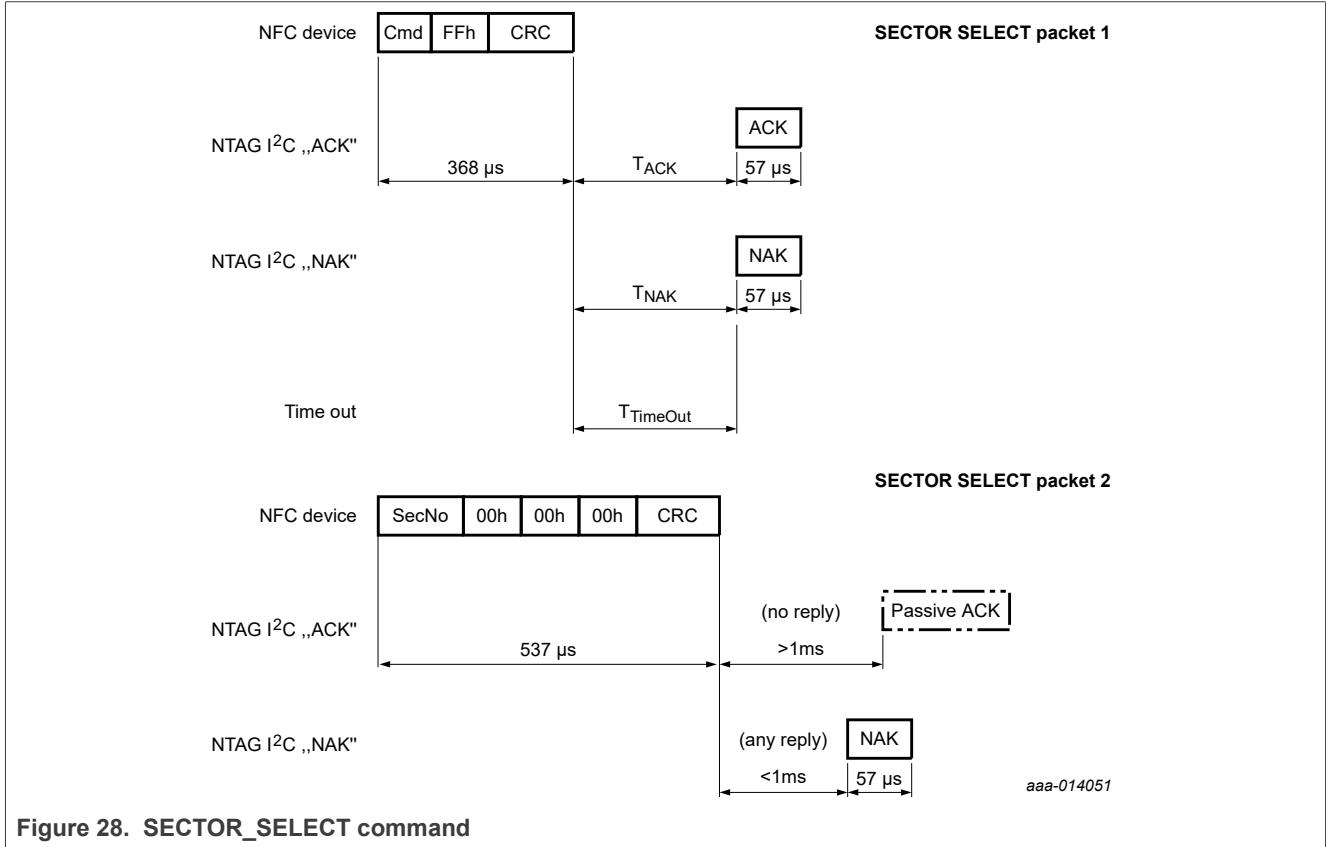 NFC device Cmd FFh CRC SECTOR SELECT packet 1
ACK
NTAG I2C ,,ACK"
368 µs TACK 57 µs
NAK
NTAG I2C ,,NAK"
TNAK 57 µs
Time out TTimeOut
SECTOR SELECT packet 2
NFC device SecNo 00h 00h 00h CRC
(no reply) Passive ACK
NTAG I2C ,,ACK"
537 µs >1ms
NTAG I2C ,,NAK" (any reply) NAK
<1ms 57 µs aaa-014051
Figure 28. SECTOR_SELECT command